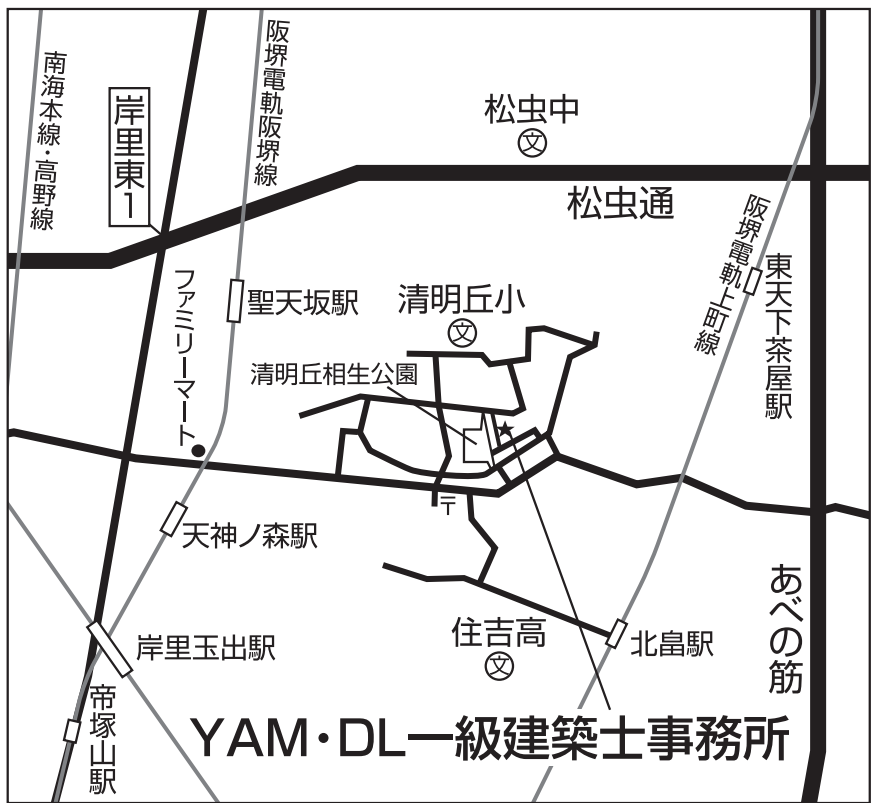 南海本線・高野線
岸里東1
阪堺電軌阪堺線
松虫中
文
松虫通
阪堺電軌上町線
東天下茶屋駅
ファミリーマート
聖天坂駅
清明丘小
文
清明丘相生公園
〒
天神ノ森駅
岸里玉出駅
帝塚山駅
住吉高
文
北畠駅
あべの筋
YAM・DL一級建築士事務所